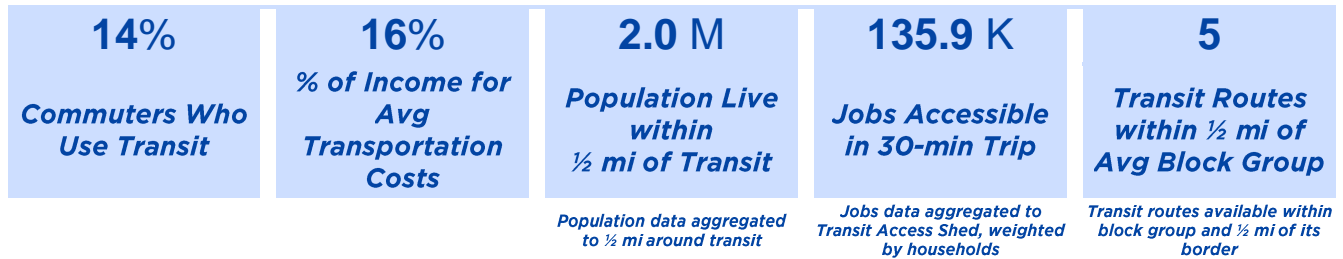 14%
Commuters Who
Use Transit
16%
% of Income for
Avg
Transportation
Costs
2.0 M
Population Live
within
½ mi of Transit
Population data aggregated
to ½ mi around transit
135.9 K
Jobs Accessible
in 30-min Trip
Jobs data aggregated to
Transit Access Shed, weighted
by households
5
Transit Routes
within ½ mi of
Avg Block Group
Transit routes available within
block group and ½ mi of its
border